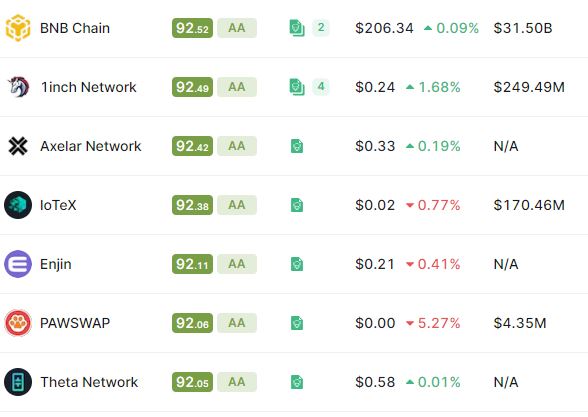 BNB Chain 92.52 AA 2 $206.34 0.09% $31.50B
1inch Network 92.49 AA 4 $0.24 1.68% $249.49M
Axelar Network 92.42 AA $0.33 0.19% N/A
IoTeX 92.38 AA $0.02 0.77% $170.46M
Enjin 92.11 AA $0.21 0.41% N/A
PAWSWAP 92.06 AA $0.00 5.27% $4.35M
Theta Network 92.05 AA $0.58 0.01% N/A